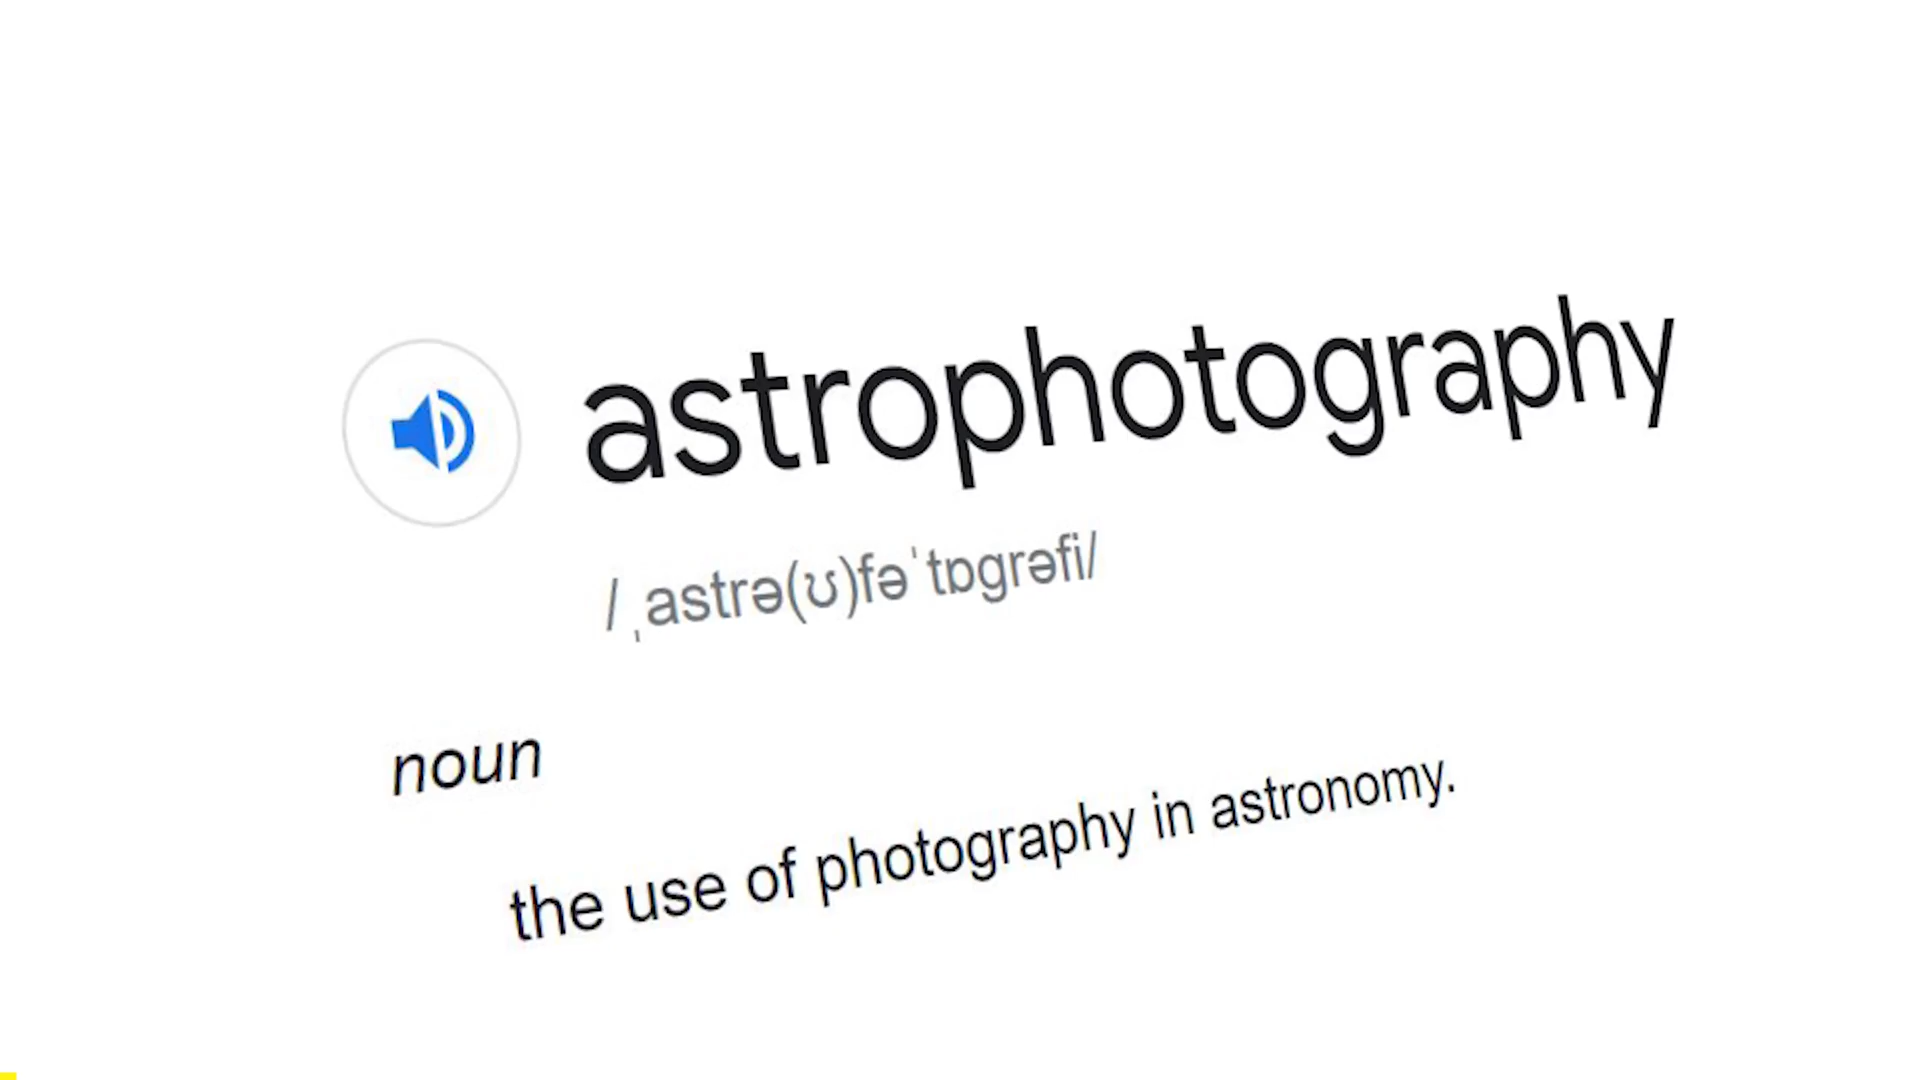 astrophotography
/ˌastrə(ʊ)fəˈtɒɡrəfi/
noun
the use of photography in astronomy.